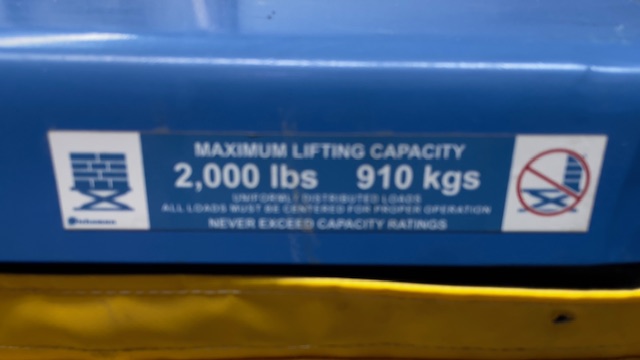 MAXIMUM LIFTING CAPACITY
2,000 lbs 910 kgs
UNIFORMLY DISTRIBUTED LOADS
ALL LOADS MUST BE CENTERED FOR PROPER OPERATION
NEVER EXCEED CAPACITY RATINGS